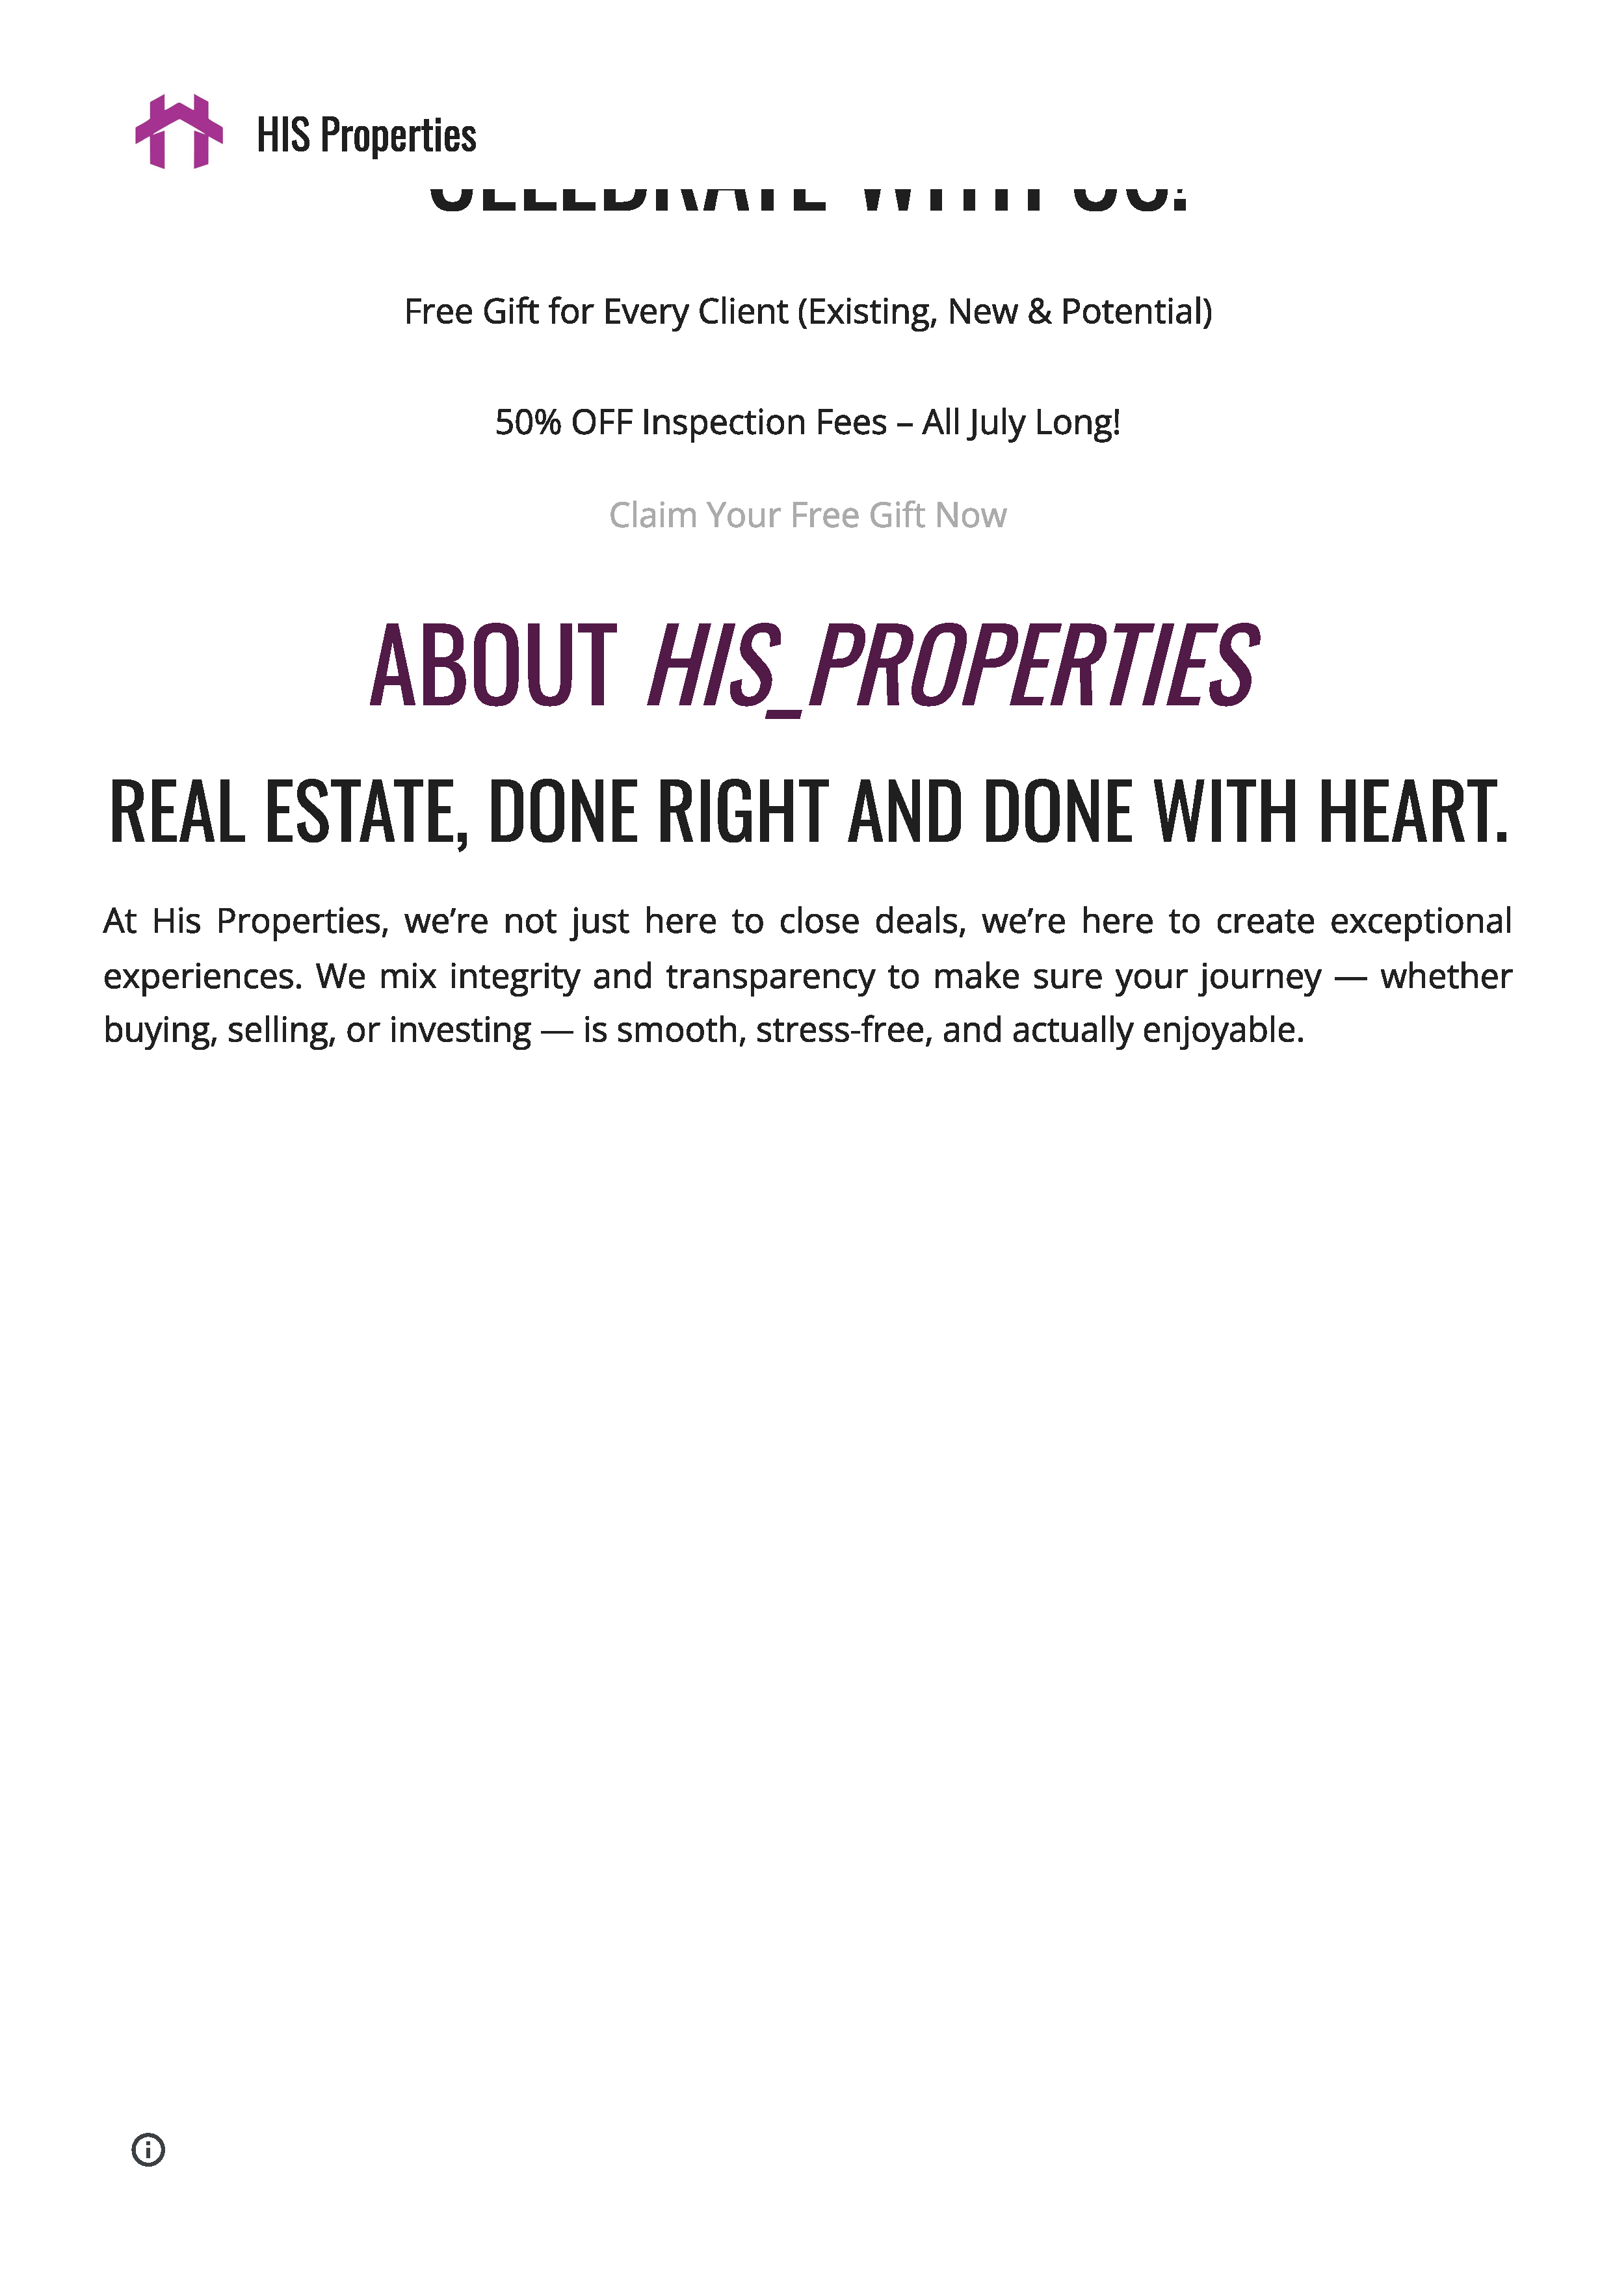 HIS Properties
CELEBRATE WITH US!
Free Gift for Every Client (Existing, New & Potential)
50% OFF Inspection Fees – All July Long!
Claim Your Free Gift Now
ABOUT HIS_PROPERTIES
REAL ESTATE, DONE RIGHT AND DONE WITH HEART.
At His Properties, we’re not just here to close deals, we’re here to create exceptional
experiences. We mix integrity and transparency to make sure your journey — whether
buying, selling, or investing — is smooth, stress-free, and actually enjoyable.